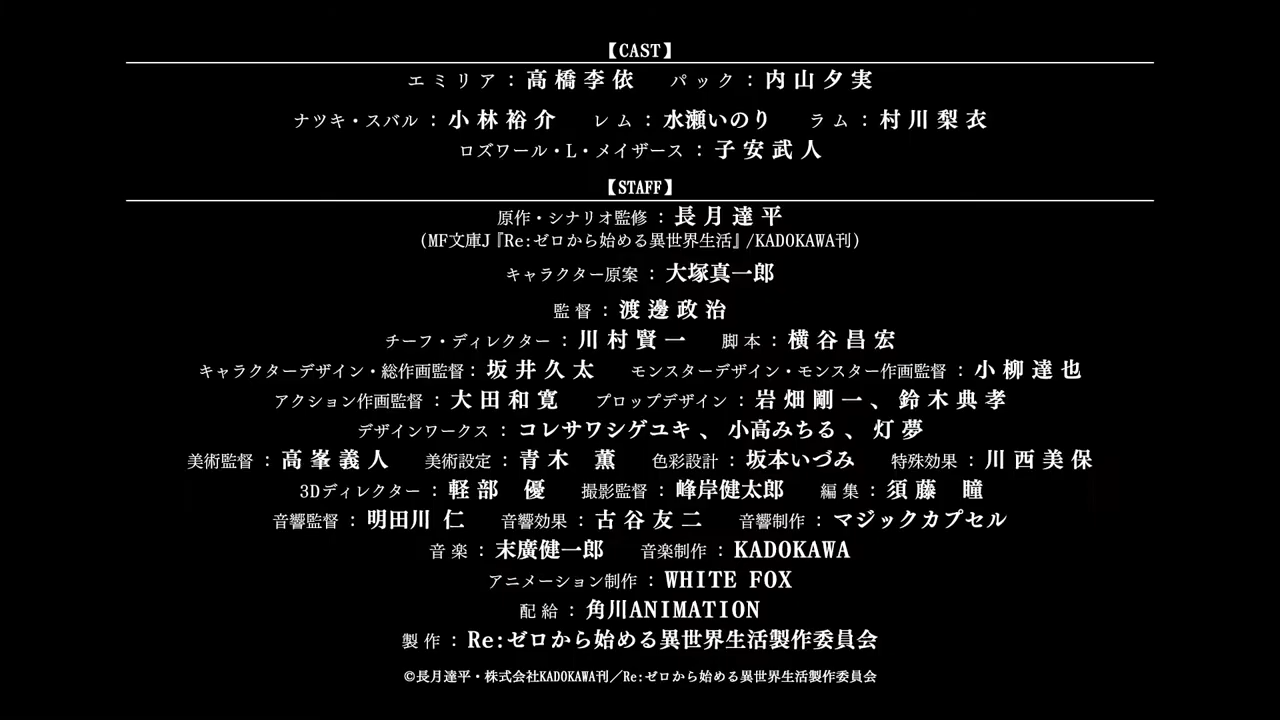 【CAST】
エミリア：高橋李依　パック：内山夕実
ナツキ・スバル：小林裕介　レム：水瀬いのり　ラム：村川梨衣
ロズワール・L・メイザース：子安武人
【STAFF】
原作・シナリオ監修：長月達平
(MF文庫J『Re:ゼロから始める異世界生活』/KADOKAWA刊)
キャラクター原案：大塚真一郎
監督：渡邊政治
チーフ・ディレクター：川村賢一　脚本：横谷昌宏
キャラクターデザイン・総作画監督：坂井久太　モンスターデザイン・モンスター作画監督：小柳達也
アクション作画監督：大田和寛　プロップデザイン：岩畑剛一、鈴木典孝
デザインワークス：コレサワシゲユキ、小高みちる、灯夢
美術監督：高峯義人　美術設定：青木　薫　色彩設計：坂本いづみ　特殊効果：川西美保
3Dディレクター：軽部　優　撮影監督：峰岸健太郎　編集：須藤　瞳
音響監督：明田川 仁　音響効果：古谷友二　音響制作：マジックカプセル
音楽：末廣健一郎　音楽制作：KADOKAWA
アニメーション制作：WHITE FOX
配給：角川ANIMATION
製作：Re:ゼロから始める異世界生活製作委員会
©長月達平・株式会社KADOKAWA刊／Re:ゼロから始める異世界生活製作委員会